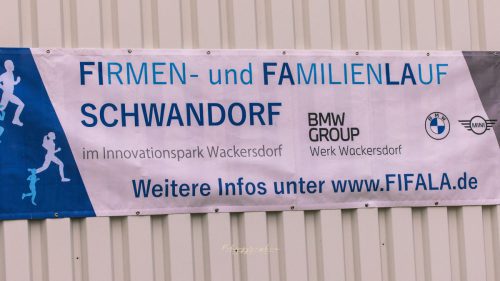 FIRMEN- und FAMILIENLAUF
SCHWANDORF
im Innovationspark Wackersdorf
BMW
GROUP
Werk Wackersdorf
BMW
MINI
Weitere Infos unter www.FIFALA.de